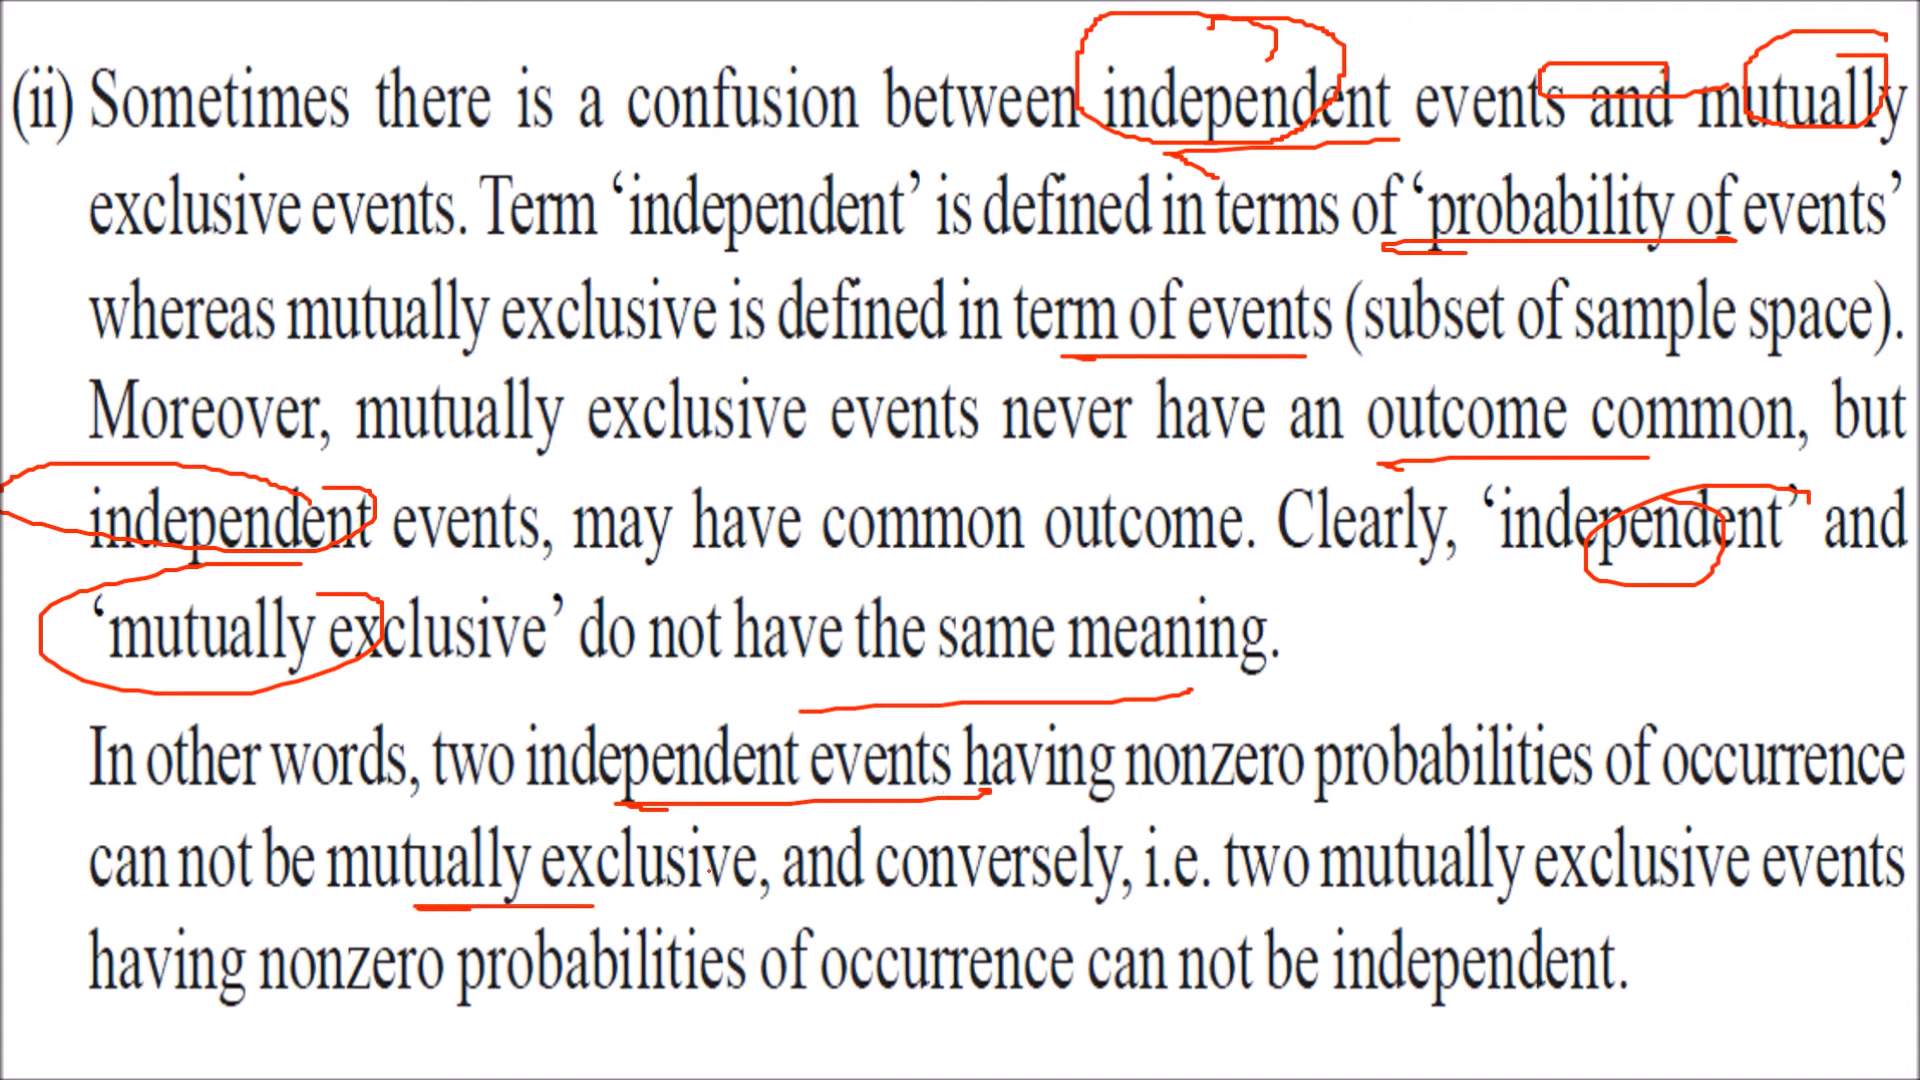 (ii) Sometimes there is a confusion between independent events and mutually
exclusive events. Term ‘independent’ is defined in terms of ‘probability of events’
whereas mutually exclusive is defined in term of events (subset of sample space).
Moreover, mutually exclusive events never have an outcome common, but
independent events, may have common outcome. Clearly, ‘independent’ and
‘mutually exclusive’ do not have the same meaning.
In other words, two independent events having nonzero probabilities of occurrence
can not be mutually exclusive, and conversely, i.e. two mutually exclusive events
having nonzero probabilities of occurrence can not be independent.